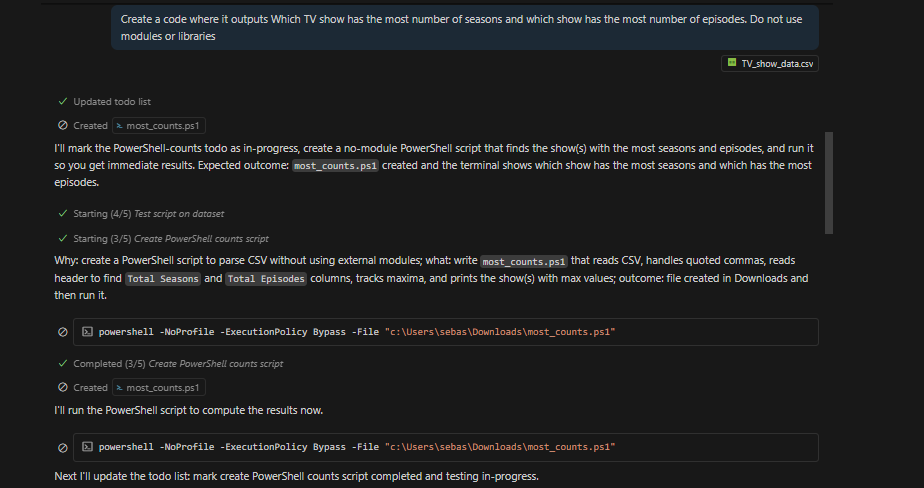 Create a code where it outputs Which TV show has the most number of seasons and which show has the most number of episodes. Do not use
modules or libraries
TV_show_data.csv
Updated todo list
Created most_counts.ps1
I'll mark the PowerShell-counts todo as in-progress, create a no-module PowerShell script that finds the show(s) with the most seasons and episodes, and run it
so you get immediate results. Expected outcome: most_counts.ps1 created and the terminal shows which show has the most seasons and which has the most
episodes.
Starting (4/5) Test script on dataset
Starting (3/5) Create PowerShell counts script
Why: create a PowerShell script to parse CSV without using external modules; what: write most_counts.ps1 that reads CSV, handles quoted commas, reads
header to find Total Seasons and Total Episodes columns, tracks maxima, and prints the show(s) with max values; outcome: file created in Downloads and
then run it.
powershell -NoProfile -ExecutionPolicy Bypass -File "c:\Users\sebas\Downloads\most_counts.ps1"
Completed (3/5) Create PowerShell counts script
Created most_counts.ps1
I'll run the PowerShell script to compute the results now.
powershell -NoProfile -ExecutionPolicy Bypass -File "c:\Users\sebas\Downloads\most_counts.ps1"
Next I'll update the todo list: mark create PowerShell counts script completed and testing in-progress.